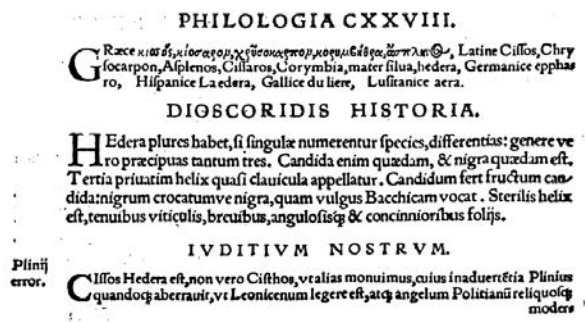 PHILOLOGIA CXXVIII.
GRæce κισσὸς, κίσσαρον, χρυσοκαρπον, κορυμβήθρα, ἄσπληνος, Latine Cissos, Chry
socarpon, Asplenos, Cissaros, Corymbia, mater silua, hedera, Germanice epphæ
ro, Hispanice Laedera, Gallice du liere, Lusitanice aera.
DIOSCORIDIS HISTORIA.
HEdera plures habet, si singulæ numerentur species, differentias: genere ve
ro præcipuas tantum tres. Candida enim quædam, & nigra quædam est.
Tertia priuatim helix quasi clauicula appellatur. Candidum fert fructum can
dida: nigrum crocatumve nigra, quam vulgus Bacchicam vocat. Sterilis helix
est, tenuibus viticulis, breuibus, angulosisq; & concinnioribus folijs.
IVDITIVM NOSTRVM.
Plinij
error.
CIssos Hedera est, non vero Cisthos, vt alias monuimus, cuius inaduertētia Plinius
quandoq; aberrauit, vt Leonicenum legere est, atq; angelum Politianū reliquosq;
moder